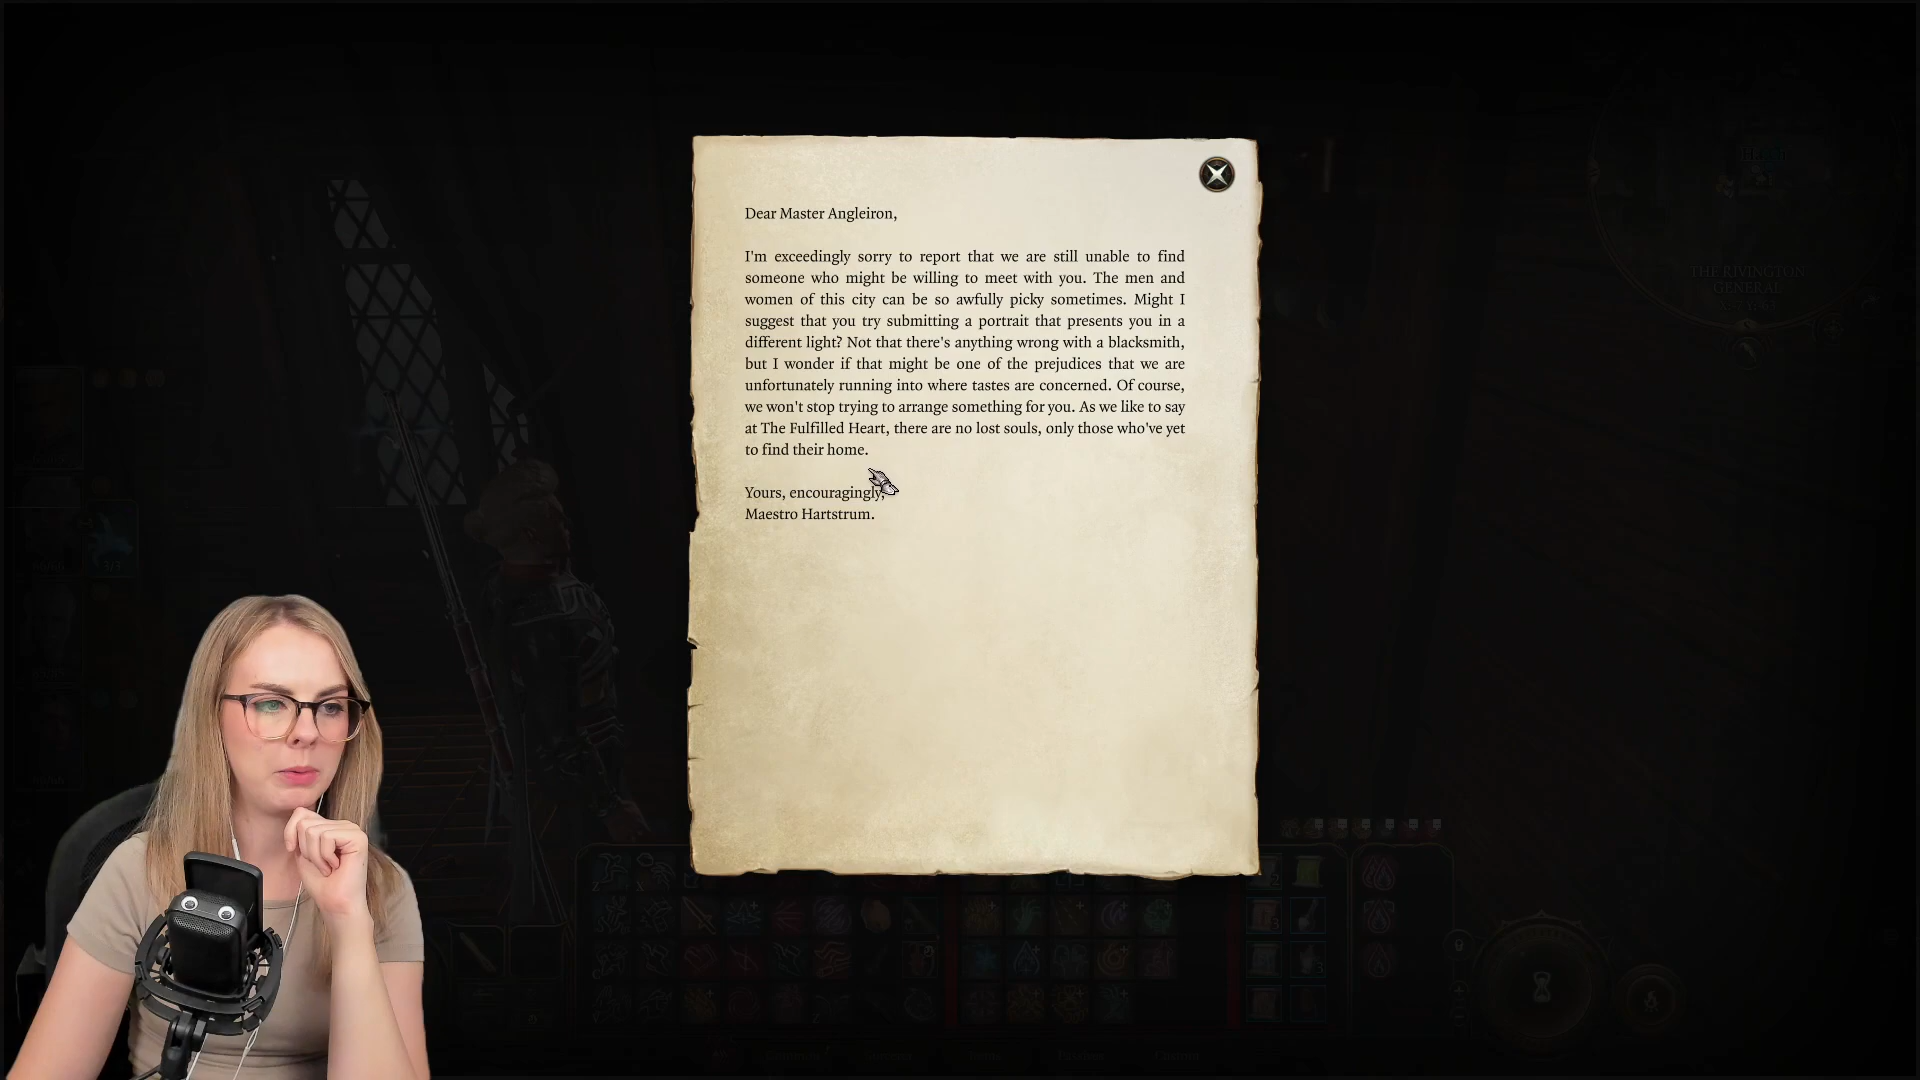 Dear Master Angleiron,
I'm exceedingly sorry to report that we are still unable to find
someone who might be willing to meet with you. The men and
women of this city can be so awfully picky sometimes. Might I
suggest that you try submitting a portrait that presents you in a
different light? Not that there's anything wrong with a blacksmith,
but I wonder if that might be one of the prejudices that we are
unfortunately running into where tastes are concerned. Of course,
we won't stop trying to arrange something for you. As we like to say
at The Fulfilled Heart, there are no lost souls, only those who've yet
to find their home.
Yours, encouragingly,
Maestro Hartstrum.
THE RIVINGTON
GENERAL